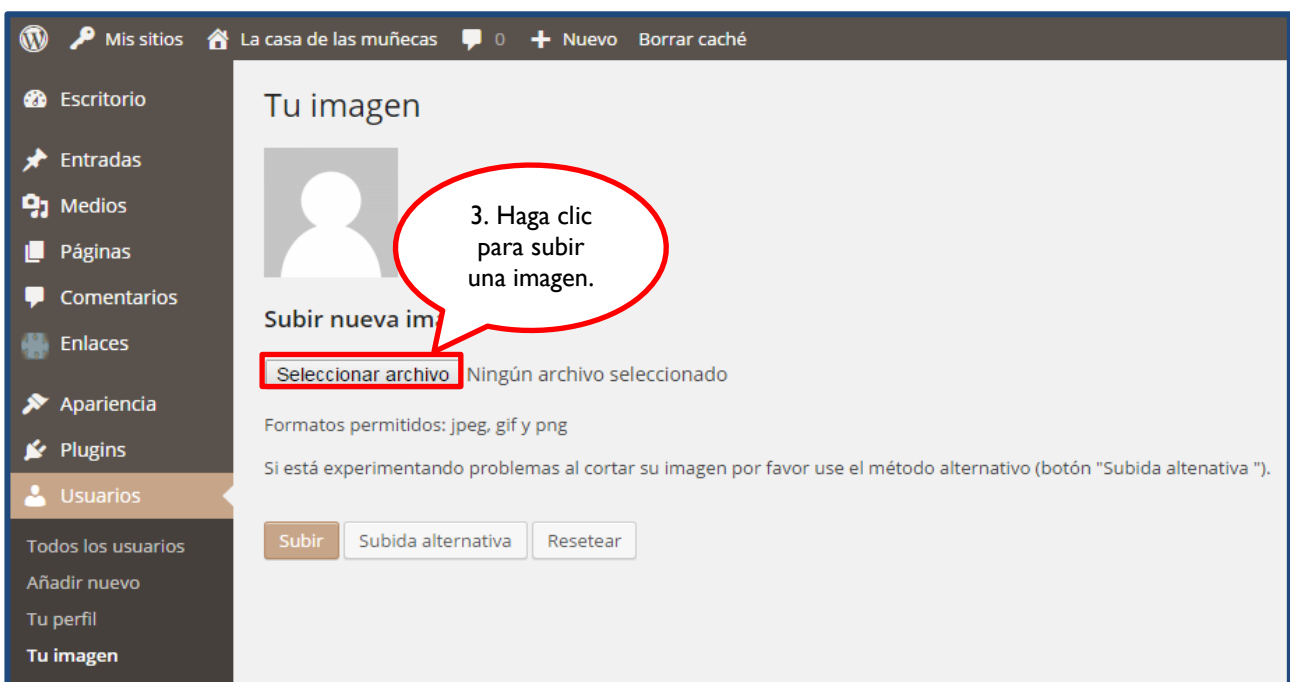 Mis sitios La casa de las muñecas 0 Nuevo Borrar caché
Escritorio
Entradas
Medios
Páginas
Comentarios
Enlaces
Apariencia
Plugins
Usuarios
Todos los usuarios
Añadir nuevo
Tu perfil
Tu imagen
Tu imagen
3. Haga clic
para subir
una imagen.
Subir nueva
Seleccionar archivo Ningún archivo seleccionado
Formatos permitidos: jpeg, gif y png
Si está experimentando problemas al cortar su imagen por favor use el método alternativo (botón "Subida altenativa ").
Subir Subida alternativa Resetear